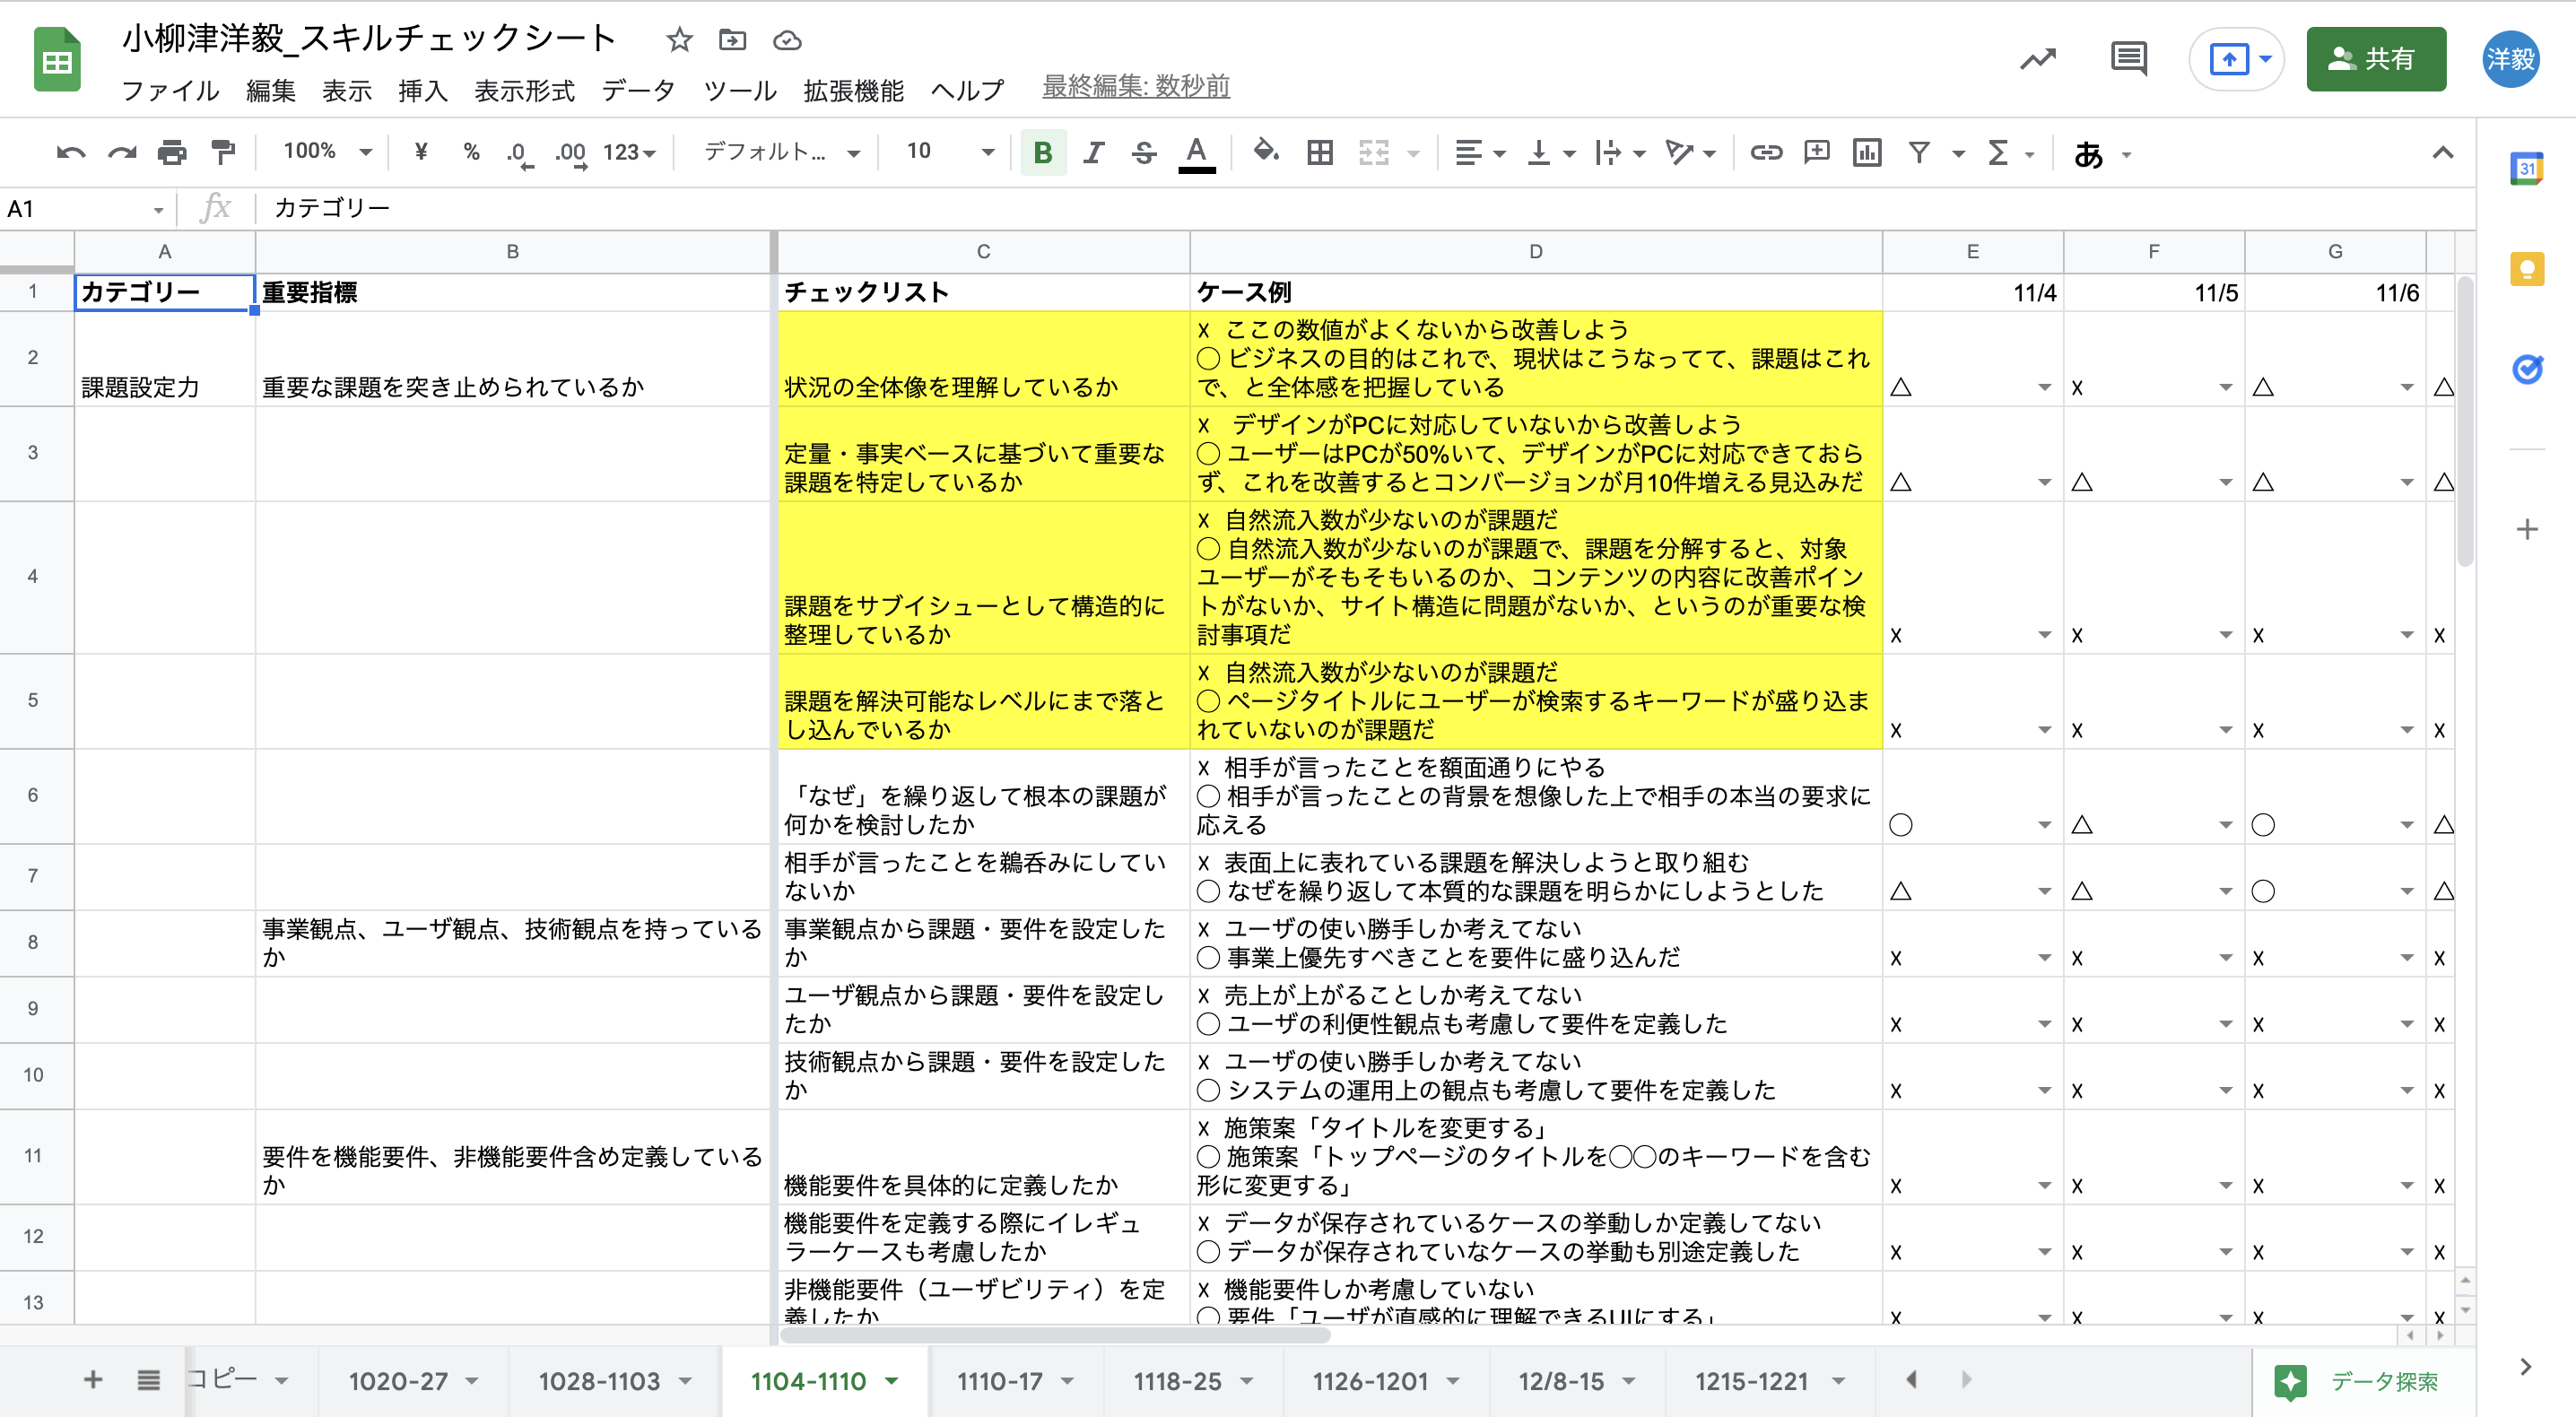 小柳津洋毅_スキルチェックシート
共有
洋毅
ファイル 編集 表示 挿入 表示形式 データ ツール 拡張機能 ヘルプ 最終編集: 数秒前
100% ¥ % .0 .00 123 デフォルト... 10 B I S A Σ あ
31
A1 fx カテゴリー
A B C D E F G
1 カテゴリー 重要指標 チェックリスト ケース例 11/4 11/5 11/6
2 課題設定力 重要な課題を突き止められているか 状況の全体像を理解しているか
☓ ここの数値がよくないから改善しよう
◯ ビジネスの目的はこれで、現状はこうなってて、課題はこれ
で、と全体感を把握している
△ ☓ △ △
3 定量・事実ベースに基づいて重要な
課題を特定しているか
☓ デザインがPCに対応していないから改善しよう
◯ ユーザーはPCが50%いて、デザインがPCに対応できておら
ず、これを改善するとコンバージョンが月10件増える見込みだ
△ △ △ △
4 課題をサブイシューとして構造的に
整理しているか
☓ 自然流入数が少ないのが課題だ
◯ 自然流入数が少ないのが課題で、課題を分解すると、対象
ユーザーがそもそもいるのか、コンテンツの内容に改善ポイン
トがないか、サイト構造に問題がないか、というのが重要な検
討事項だ
☓ ☓ ☓ ☓
5 課題を解決可能なレベルにまで落と
し込んでいるか
☓ 自然流入数が少ないのが課題だ
◯ ページタイトルにユーザーが検索するキーワードが盛り込ま
れていないのが課題だ
☓ ☓ ☓ ☓
6 「なぜ」を繰り返して根本の課題が
何かを検討したか
☓ 相手が言ったことを額面通りにやる
◯ 相手が言ったことの背景を想像した上で相手の本当の要求に
応える
◯ △ ◯ △
7 相手が言ったことを鵜呑みにしてい
ないか
☓ 表面上に表れている課題を解決しようと取り組む
◯ なぜを繰り返して本質的な課題を明らかにしようとした
△ △ ◯ △
8 事業観点、ユーザ観点、技術観点を持っている
か
事業観点から課題・要件を設定した
か
☓ ユーザの使い勝手しか考えてない
◯ 事業上優先すべきことを要件に盛り込んだ
☓ ☓ ☓ ☓
9 ユーザ観点から課題・要件を設定し
たか
☓ 売上が上がることしか考えてない
◯ ユーザの利便性観点も考慮して要件を定義した
☓ ☓ ☓ ☓
10 技術観点から課題・要件を設定した
か
☓ ユーザの使い勝手しか考えてない
◯ システムの運用上の観点も考慮して要件を定義した
☓ ☓ ☓ ☓
11 要件を機能要件、非機能要件含め定義している
か
機能要件を具体的に定義したか
☓ 施策案「タイトルを変更する」
◯ 施策案「トップページのタイトルを◯◯のキーワードを含む
形に変更する」
☓ ☓ ☓ ☓
12 機能要件を定義する際にイレギュ
ラーケースも考慮したか
☓ データが保存されているケースの挙動しか定義してない
◯ データが保存されていなケースの挙動も別途定義した
☓ ☓ ☓ ☓
13 非機能要件（ユーザビリティ）を定
義したか
☓ 機能要件しか考慮していない
◯ 要件「ユーザが直感的に理解できるUIにする」
☓ ☓ ☓ ☓
コピー 1020-27 1028-1103 1104-1110 1110-17 1118-25 1126-1201 12/8-15 1215-1221 データ探索